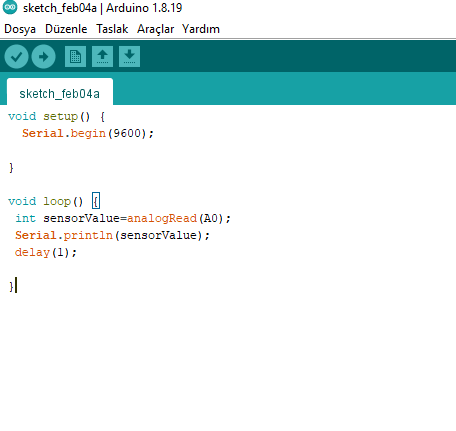 sketch_feb04a | Arduino 1.8.19
Dosya Düzenle Taslak Araçlar Yardım
sketch_feb04a
void setup() {
  Serial.begin(9600);
}
void loop() {
 int sensorValue=analogRead(A0);
 Serial.println(sensorValue);
 delay(1);
}